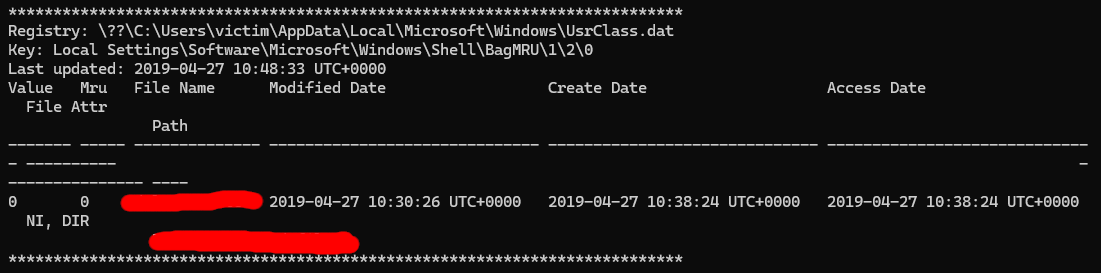 ***************************************************************************
Registry: \??\C:\Users\victim\AppData\Local\Microsoft\Windows\UsrClass.dat
Key: Local Settings\Software\Microsoft\Windows\Shell\BagMRU\1\2\0
Last updated: 2019-04-27 10:48:33 UTC+0000
Value   Mru   File Name      Modified Date                  Create Date                    Access Date
  File Attr
                Path
------- ----- -------------- ------------------------------ ------------------------------ -----------------------------
- ----------                                                                                                           -
--------------- ----
0       0                    2019-04-27 10:30:26 UTC+0000   2019-04-27 10:38:24 UTC+0000   2019-04-27 10:38:24 UTC+0000
  NI, DIR
***************************************************************************